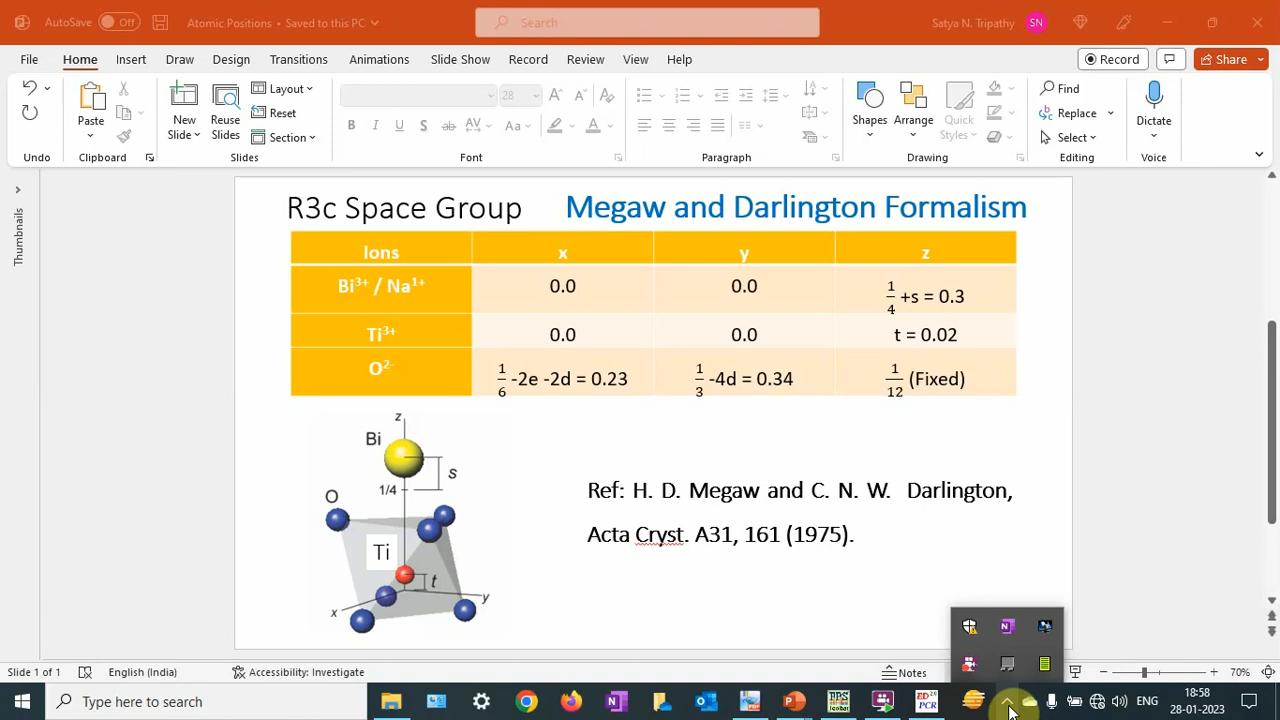 AutoSave Off Atomic Positions • Saved to this PC Search Satya N. Tripathy SN
File Home Insert Draw Design Transitions Animations Slide Show Record Review View Help Record Share
Undo Paste Clipboard
New Slide Reuse Slides Layout Reset Section Slides
28 B I U S ab AV Aa A A A A Font
Paragraph
Shapes Arrange Quick Styles Drawing
Find Replace Select Editing
Dictate Voice
Thumbnails
R3c Space Group Megaw and Darlington Formalism
Ions x y z
Bi³⁺ / Na¹⁺ 0.0 0.0 1/4 +s = 0.3
Ti³⁺ 0.0 0.0 t = 0.02
O²⁻ 1/6 -2e -2d = 0.23 1/3 -4d = 0.34 1/12 (Fixed)
z
Bi
s
1/4
O
Ti
t
x
y
Ref: H. D. Megaw and C. N. W. Darlington,
Acta Cryst. A31, 161 (1975).
Slide 1 of 1 English (India) Accessibility: Investigate Notes 70%
Type here to search
ENG 18:58
28-01-2023